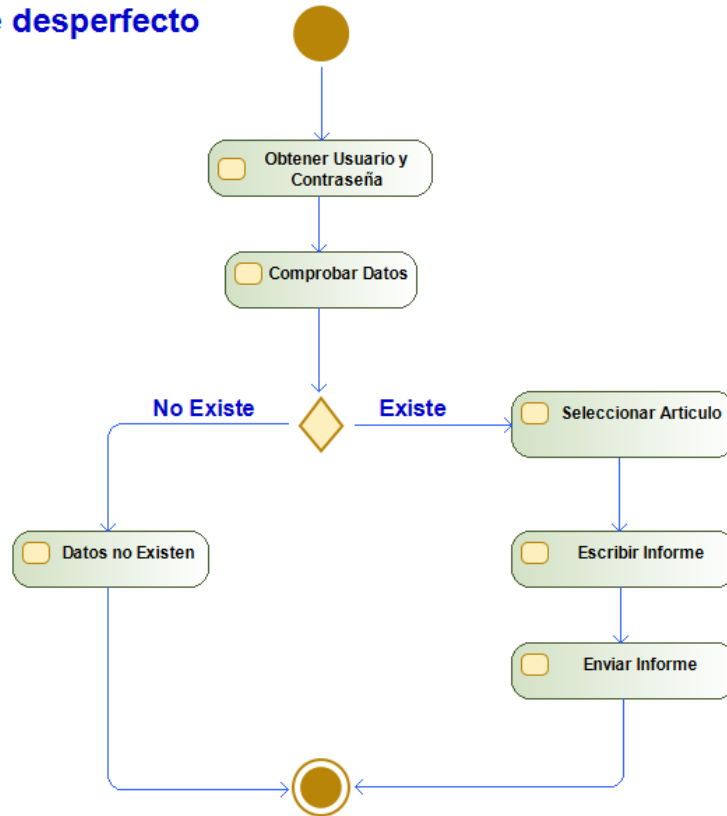 e desperfecto
Obtener Usuario y
Contraseña
Comprobar Datos
No Existe
Existe
Seleccionar Articulo
Datos no Existen
Escribir Informe
Enviar Informe